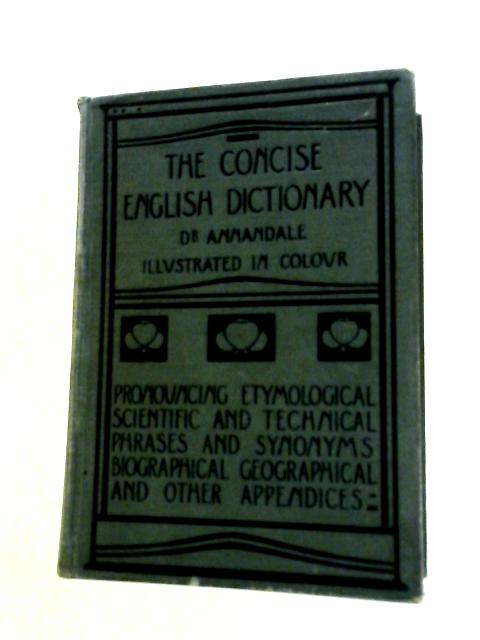 THE CONCISE
ENGLISH DICTIONARY
DR ANNANDALE
ILLUSTRATED IN COLOUR
PRONOUNCING ETYMOLOGICAL
SCIENTIFIC AND TECHNICAL
PHRASES AND SYNONYMS
BIOGRAPHICAL GEOGRAPHICAL
AND OTHER APPENDICES